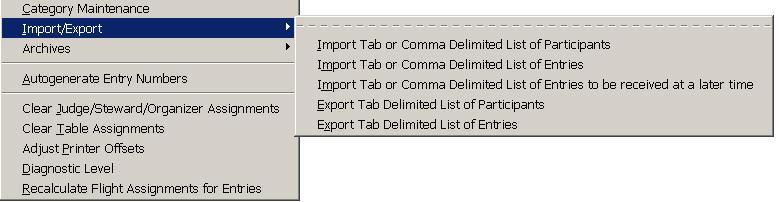 Category Maintenance
Import/Export
Archives
Autogenerate Entry Numbers
Clear Judge/Steward/Organizer Assignments
Clear Table Assignments
Adjust Printer Offsets
Diagnostic Level
Recalculate Flight Assignments for Entries
Import Tab or Comma Delimited List of Participants
Import Tab or Comma Delimited List of Entries
Import Tab or Comma Delimited List of Entries to be received at a later time
Export Tab Delimited List of Participants
Export Tab Delimited List of Entries